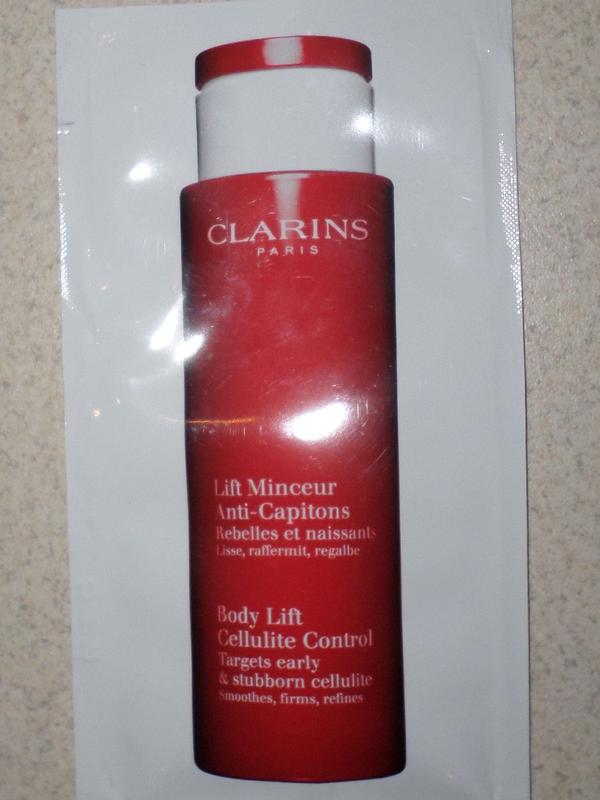 CLARINS
PARIS
Lift Minceur
Anti-Capitons
Rebelles et naissants
Lisse, raffermit, regalbe
Body Lift
Cellulite Control
Targets early
& stubborn cellulite
Smoothes, firms, refines